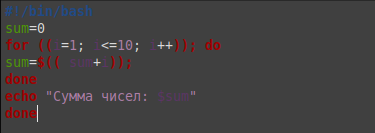 #!/bin/bash
sum=0
for ((i=1; i<=10; i++)); do
sum=$(( sum+i));
done
echo "Сумма чисел: $sum"
done